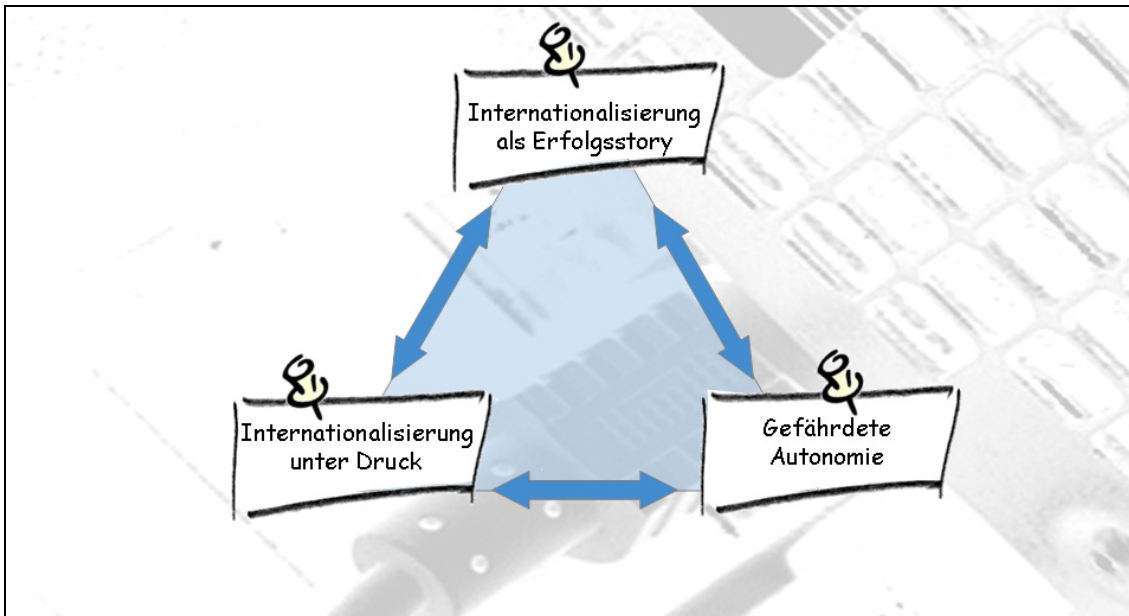 Internationalisierung
als Erfolgsstory
Internationalisierung
unter Druck
Gefährdete
Autonomie